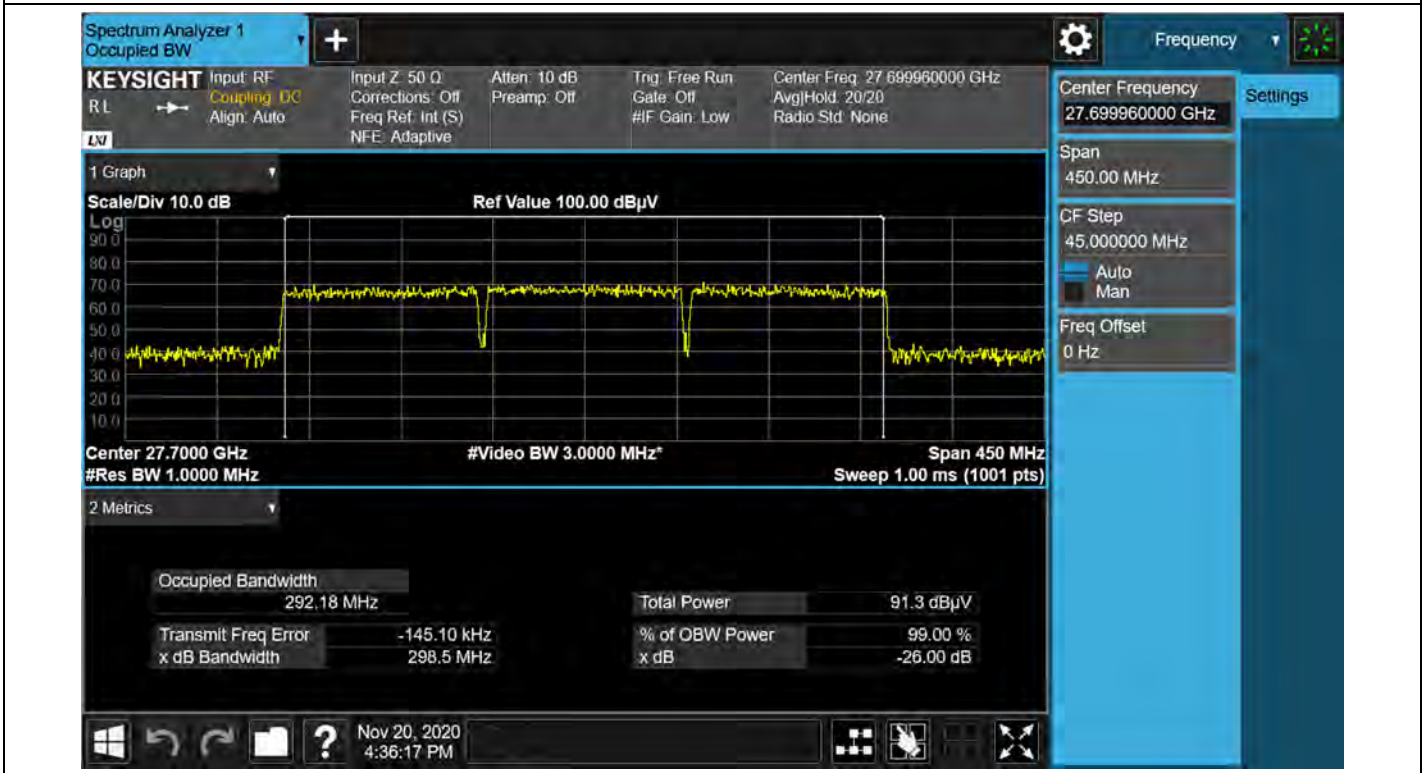 Spectrum Analyzer 1
Occupied BW
+
Frequency
KEYSIGHT
R L
LXI
Input: RF
Coupling: DC
Align: Auto
Input Z: 50 Ω
Corrections: Off
Freq Ref: Int (S)
NFE: Adaptive
Atten: 10 dB
Preamp: Off
Trig: Free Run
Gate: Off
#IF Gain: Low
Center Freq: 27.699960000 GHz
Avg|Hold: 20/20
Radio Std: None
Center Frequency
27.699960000 GHz
Settings
Span
450.00 MHz
CF Step
45.000000 MHz
Auto
Man
Freq Offset
0 Hz
1 Graph
Scale/Div 10.0 dB
Ref Value 100.00 dBµV
Log
90.0
80.0
70.0
60.0
50.0
40.0
30.0
20.0
10.0
Center 27.7000 GHz
#Video BW 3.0000 MHz*
Span 450 MHz
#Res BW 1.0000 MHz
Sweep 1.00 ms (1001 pts)
2 Metrics
Occupied Bandwidth
292.18 MHz
Total Power 91.3 dBµV
Transmit Freq Error -145.10 kHz
% of OBW Power 99.00 %
x dB Bandwidth 298.5 MHz
x dB -26.00 dB
?
Nov 20, 2020
4:36:17 PM